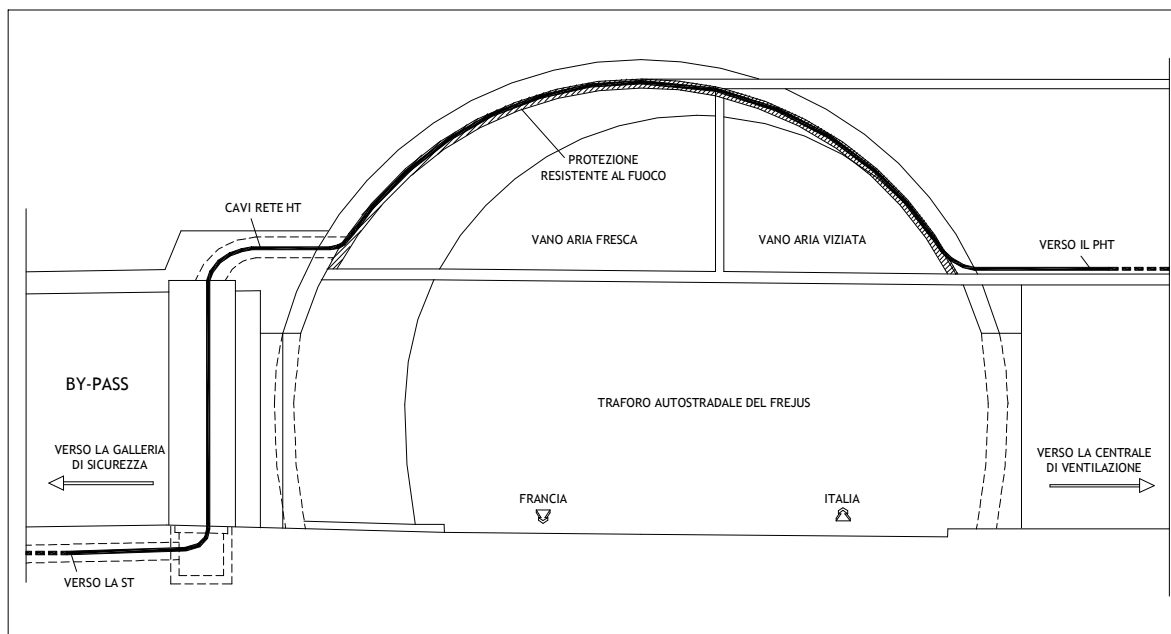 PROTEZIONE
RESISTENTE AL FUOCO
CAVI RETE HT
VANO ARIA FRESCA
VANO ARIA VIZIATA
VERSO IL PHT
BY-PASS
TRAFORO AUTOSTRADALE DEL FREJUS
VERSO LA GALLERIA
DI SICUREZZA
VERSO LA CENTRALE
DI VENTILAZIONE
FRANCIA
ITALIA
VERSO LA ST